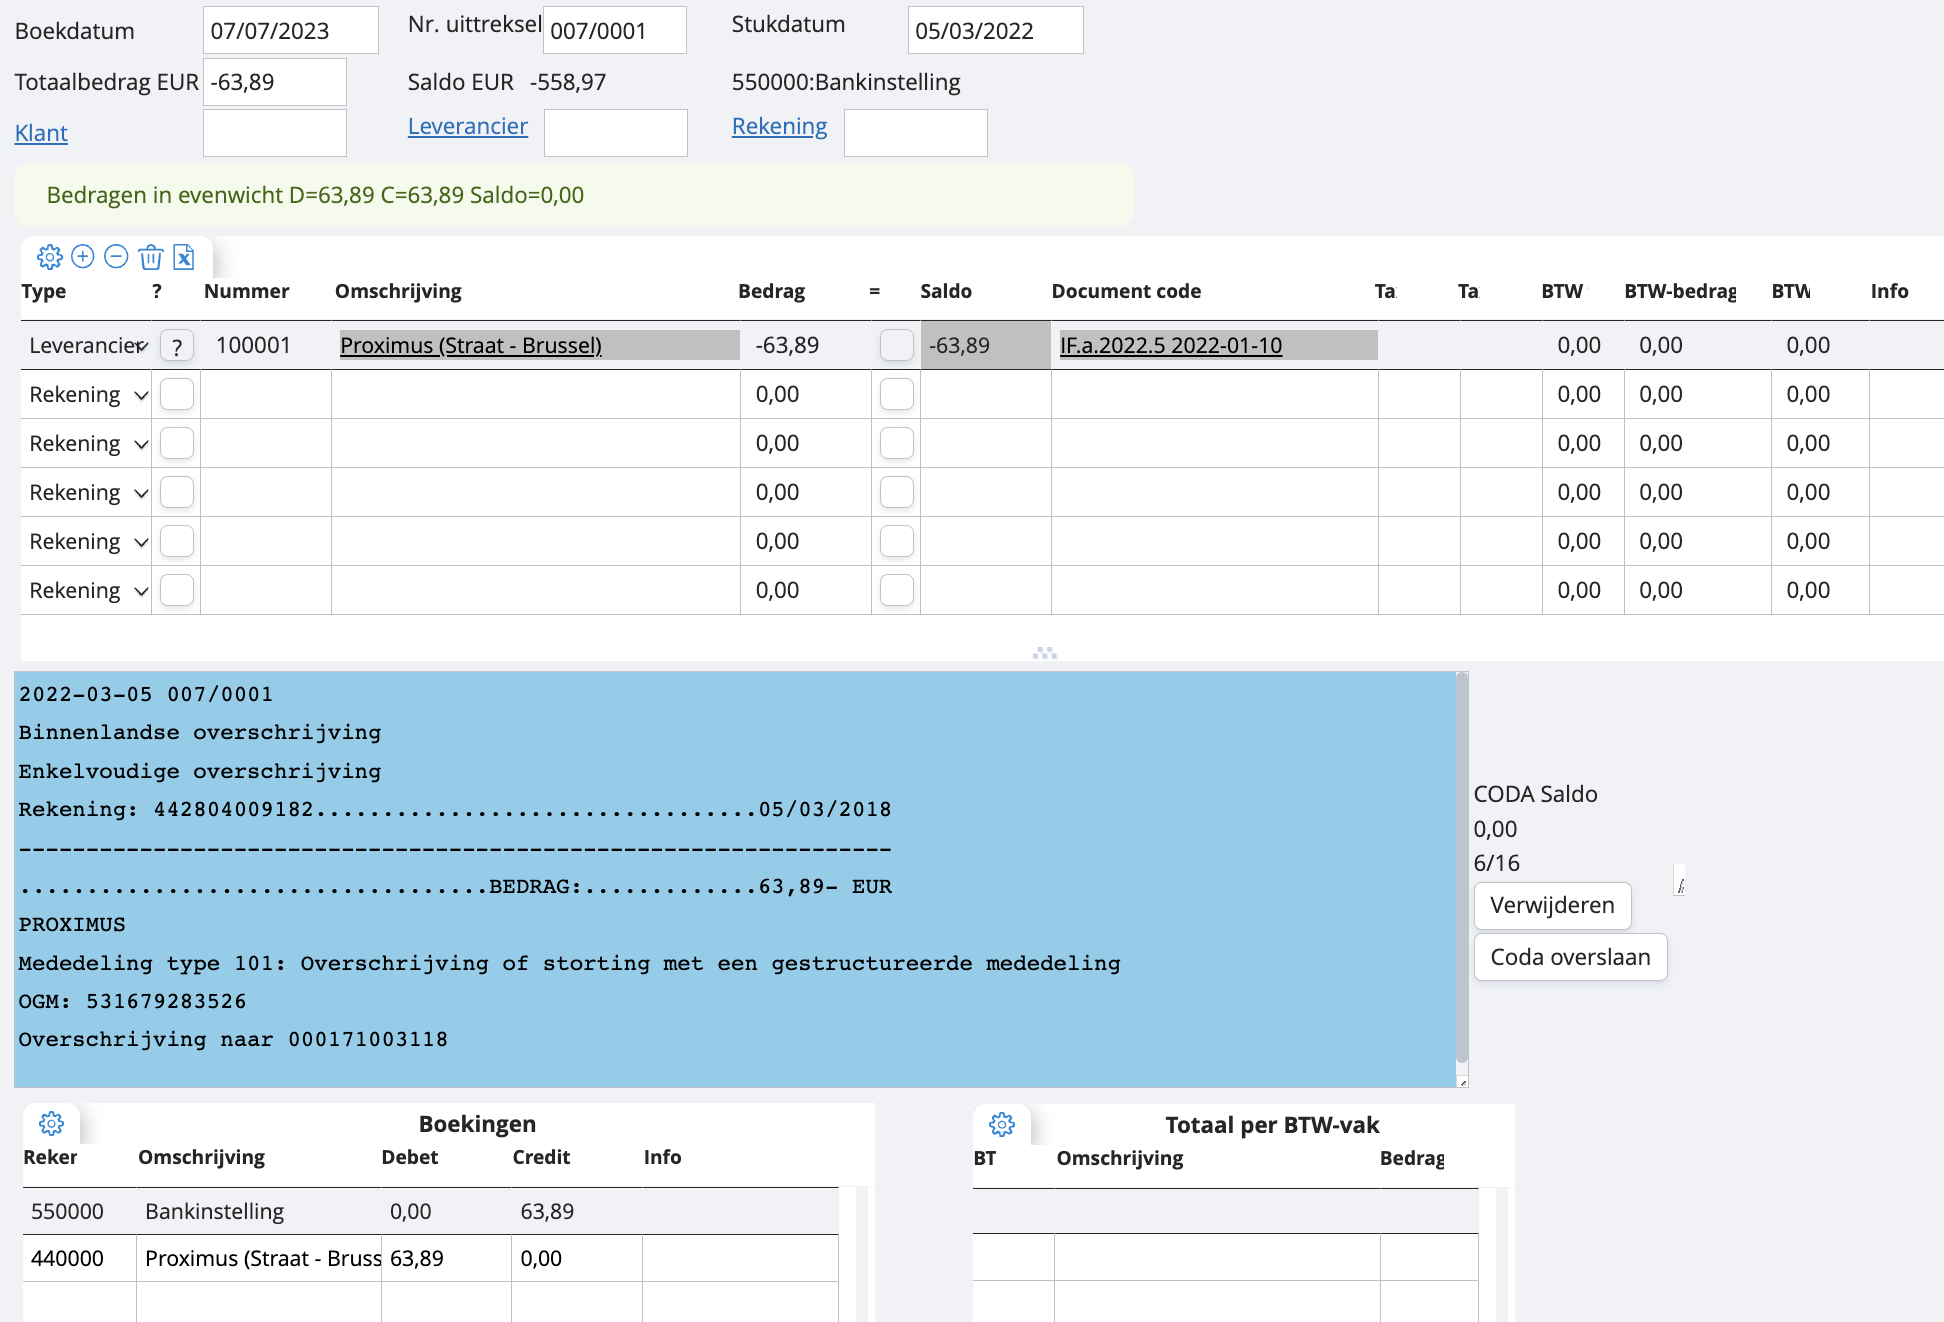 Boekdatum 07/07/2023 Nr. uittreksel 007/0001 Stukdatum 05/03/2022
Totaalbedrag EUR -63,89 Saldo EUR -558,97 550000:Bankinstelling
Klant Leverancier Rekening
Bedragen in evenwicht D=63,89 C=63,89 Saldo=0,00
Type ? Nummer Omschrijving Bedrag = Saldo Document code Ta Ta BTW BTW-bedrag BTW Info
Leverancier ? 100001 Proximus (Straat - Brussel) -63,89 -63,89 IF.a.2022.5 2022-01-10 0,00 0,00 0,00
Rekening 0,00 0,00 0,00 0,00
Rekening 0,00 0,00 0,00 0,00
Rekening 0,00 0,00 0,00 0,00
Rekening 0,00 0,00 0,00 0,00
Rekening 0,00 0,00 0,00 0,00
2022-03-05 007/0001
Binnenlandse overschrijving
Enkelvoudige overschrijving
Rekening: 442804009182.................................05/03/2018
-----------------------------------------------------------------
...................................BEDRAG:.............63,89- EUR
PROXIMUS
Mededeling type 101: Overschrijving of storting met een gestructureerde mededeling
OGM: 531679283526
Overschrijving naar 000171003118
CODA Saldo
0,00
6/16
Verwijderen
Coda overslaan
Boekingen
Reker Omschrijving Debet Credit Info
550000 Bankinstelling 0,00 63,89
440000 Proximus (Straat - Bruss 63,89 0,00
Totaal per BTW-vak
BT Omschrijving Bedrag